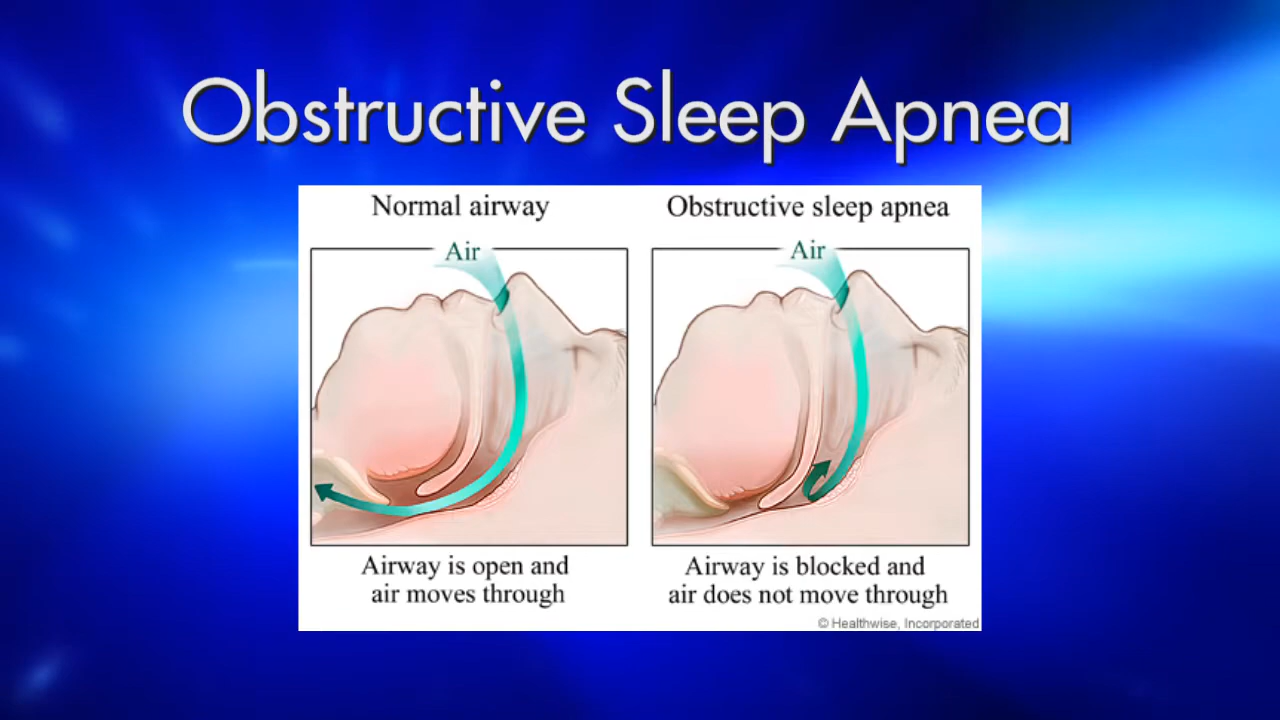 Obstructive Sleep Apnea
Normal airway
Air
Airway is open and
air moves through
Obstructive sleep apnea
Air
Airway is blocked and
air does not move through
© Healthwise, Incorporated